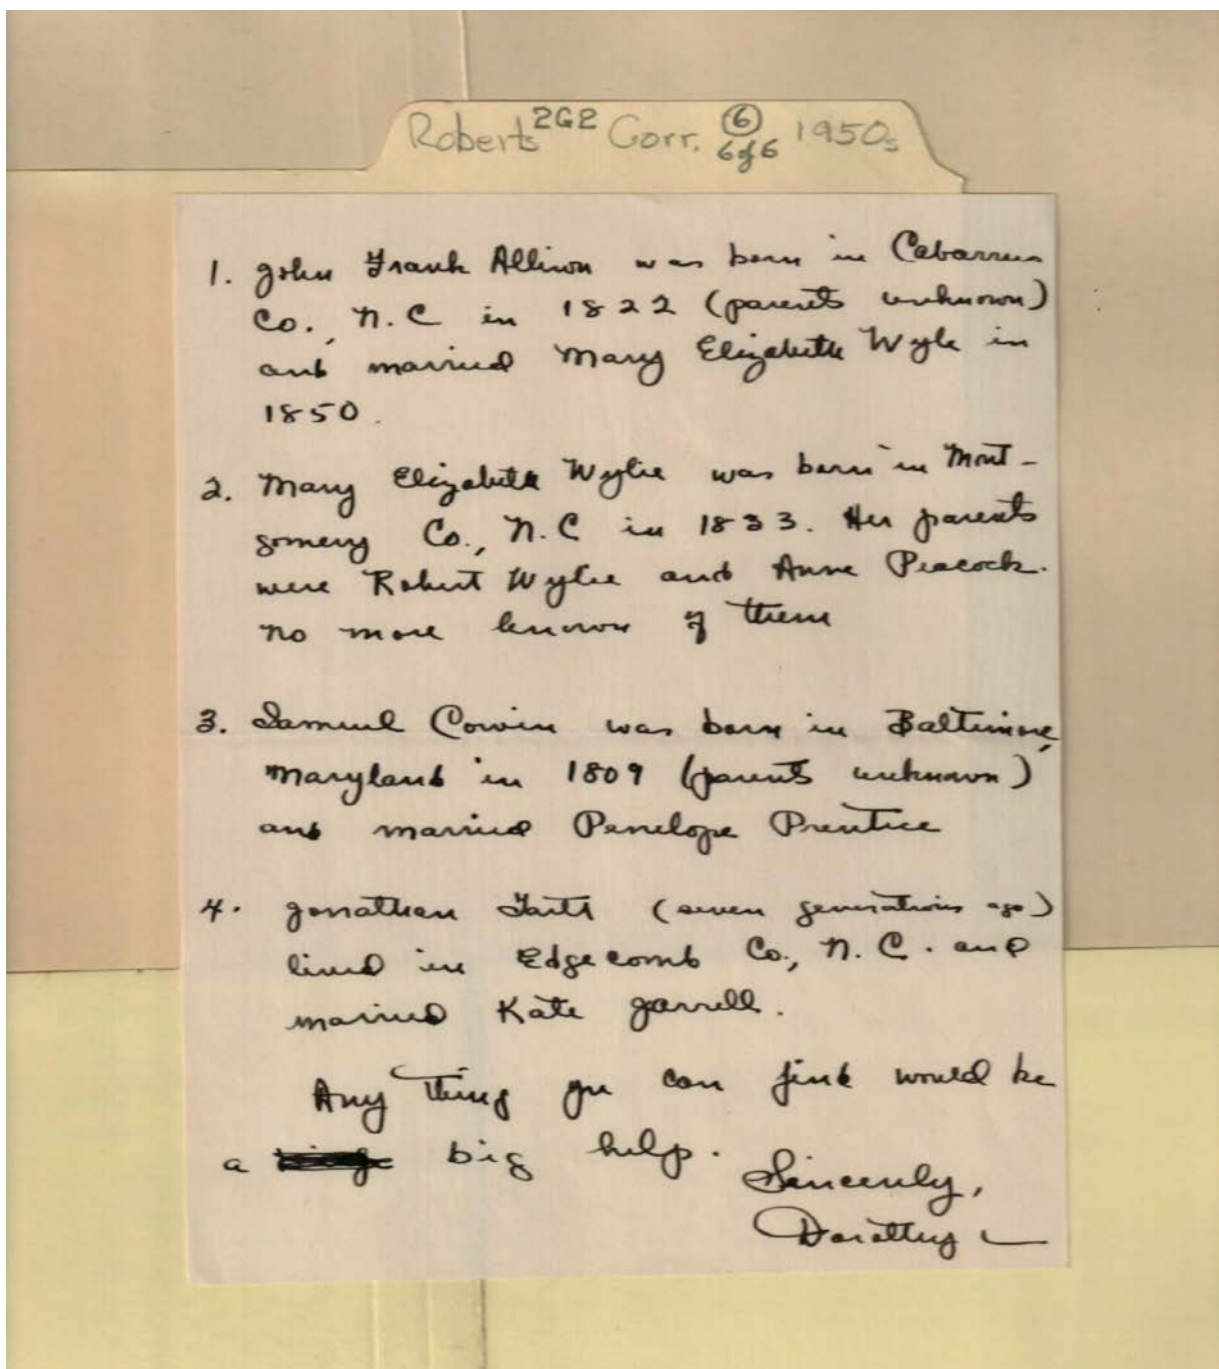 Roberts 2G2 Corr. 6 1950s
6 of 6
1. John Frank Allison was born in Cabarrus
Co., N.C in 1822 (parents unknown)
and married Mary Elizabeth Wyle in
1850.
2. Mary Elizabeth Wylie was born in Mont-
gomery Co., N.C in 1833. Her parents
were Robert Wylie and Anne Peacock.
no more known of them
3. Samuel Cowin was born in Baltimore,
Maryland in 1809 (parents unknown)
and married Penelope Prentice
4. Jonathan (seven generations ago)
lived in Edgecomb Co., N.C. and
married Kate Jarrell.
Any thing you can find would be
a big help.
Sincerely,
Dorothy